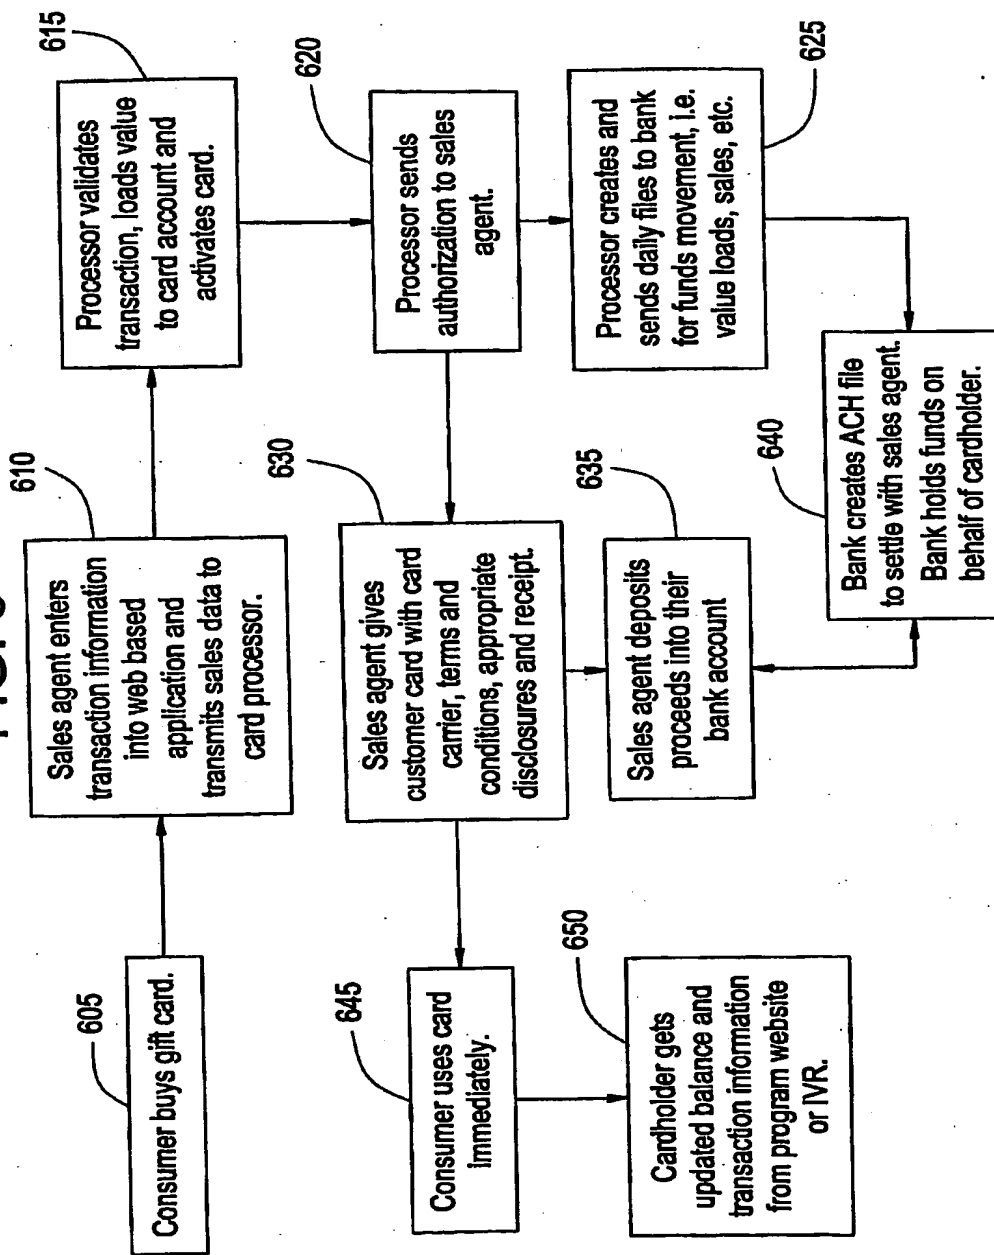 605
Consumer buys gift card.
610
Sales agent enters
transaction information
into web based
application and
transmits sales data to
card processor.
615
Processor validates
transaction, loads value
to card account and
activates card.
620
Processor sends
authorization to sales
agent.
625
Processor creates and
sends daily files to bank
for funds movement, i.e.
value loads, sales, etc.
630
Sales agent gives
customer card with card
carrier, terms and
conditions, appropriate
disclosures and receipt.
635
Sales agent deposits
proceeds into their
bank account
640
Bank creates ACH file
to settle with sales agent.
Bank holds funds on
behalf of cardholder.
645
Consumer uses card
immediately.
650
Cardholder gets
updated balance and
transaction information
from program website
or IVR.